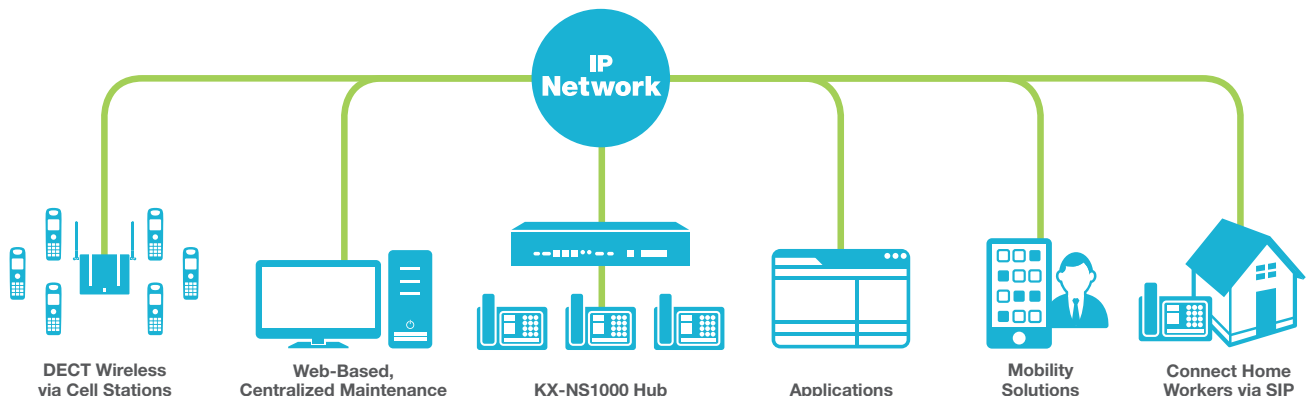 IP
Network
DECT Wireless
via Cell Stations
Web-Based,
Centralized Maintenance
KX-NS1000 Hub
Applications
Mobility
Solutions
Connect Home
Workers via SIP